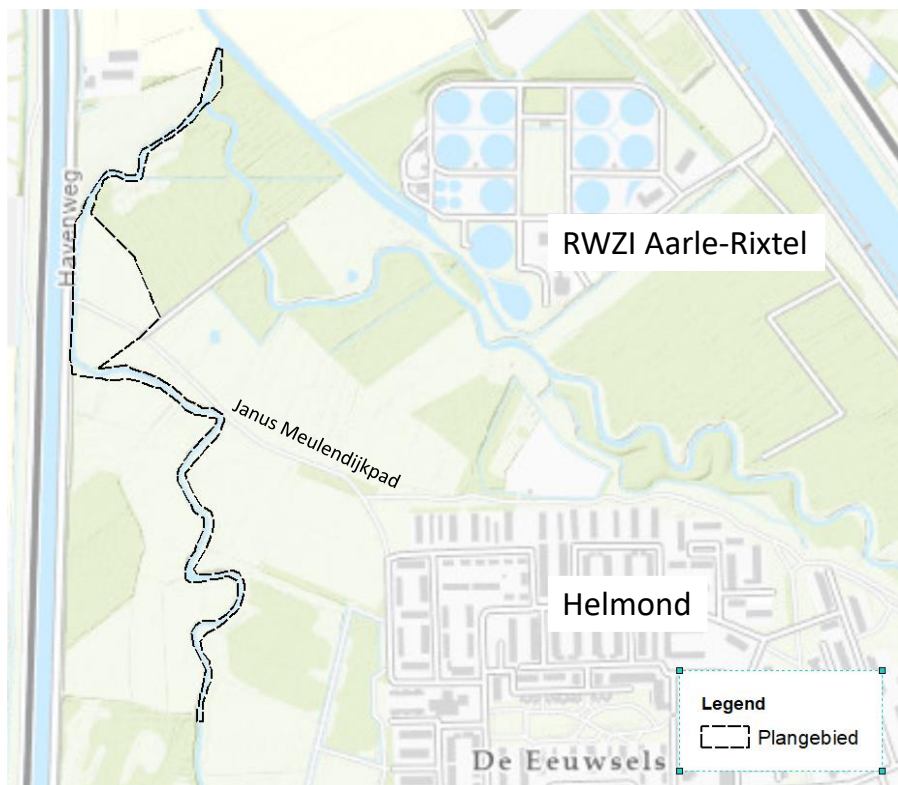 Havenweg
RWZI Aarle-Rixtel
Janus Meulendijkpad
Helmond
De Eeuwsels
Legend
Plangebied